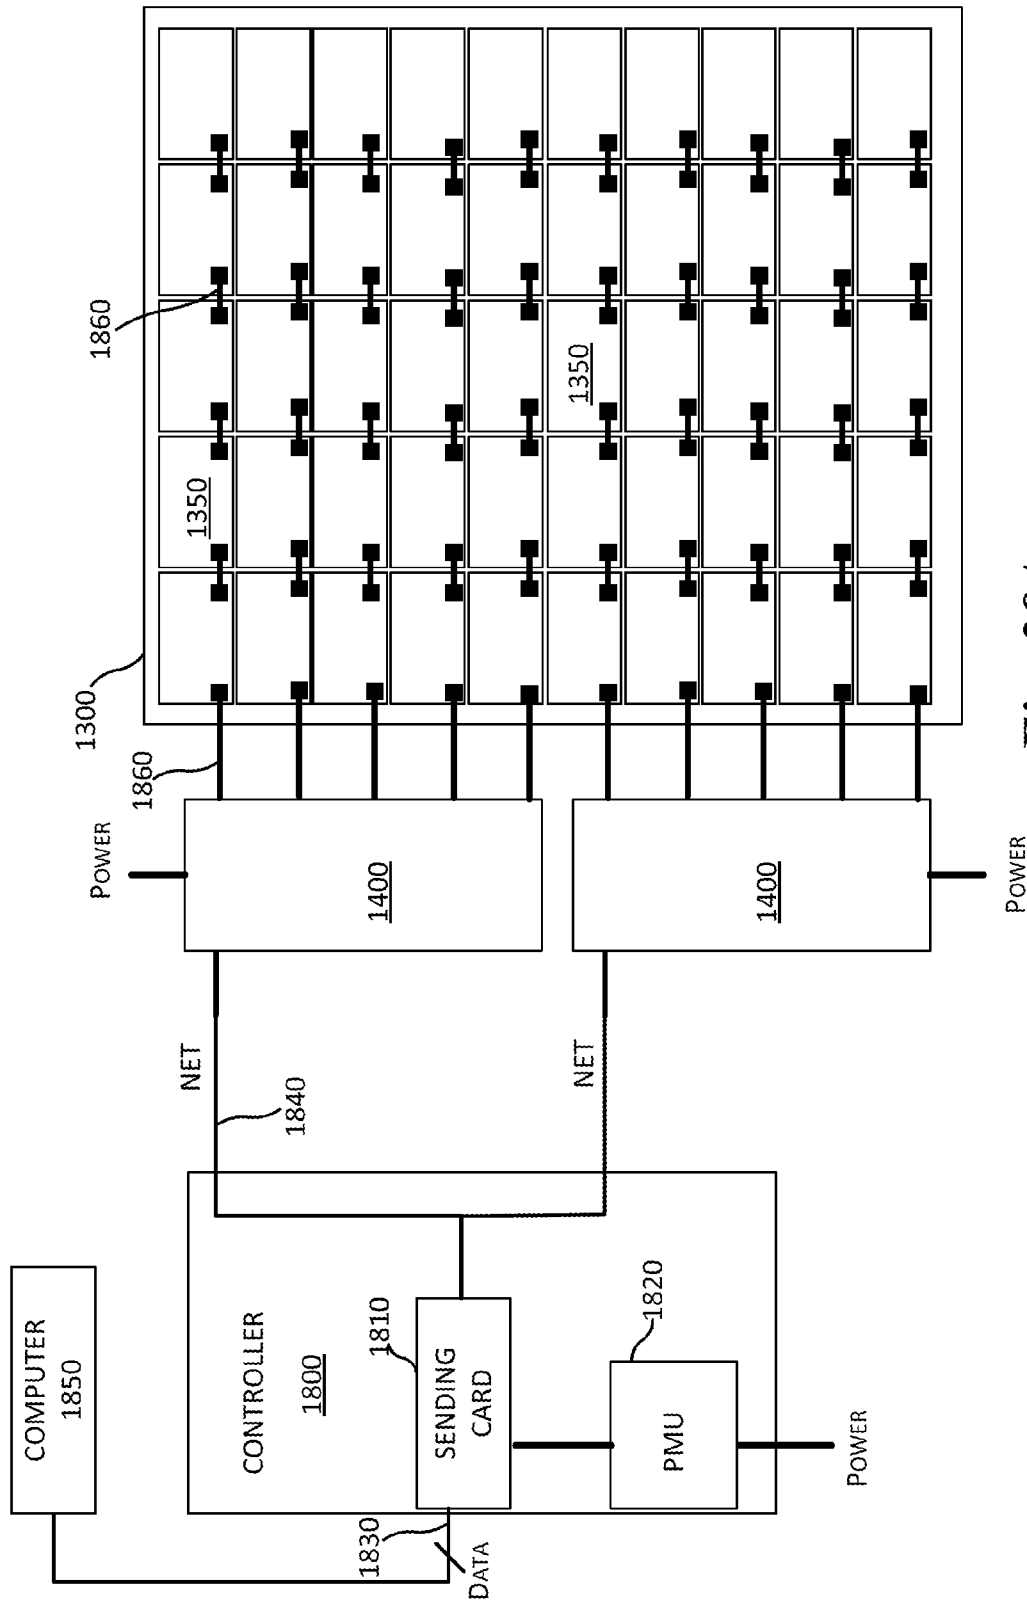 COMPUTER
1850
DATA
1830
CONTROLLER
1800
1810
SENDING
CARD
1820
PMU
POWER
1840
NET
NET
POWER
1400
1400
POWER
1860
1300
1860
1350
1350